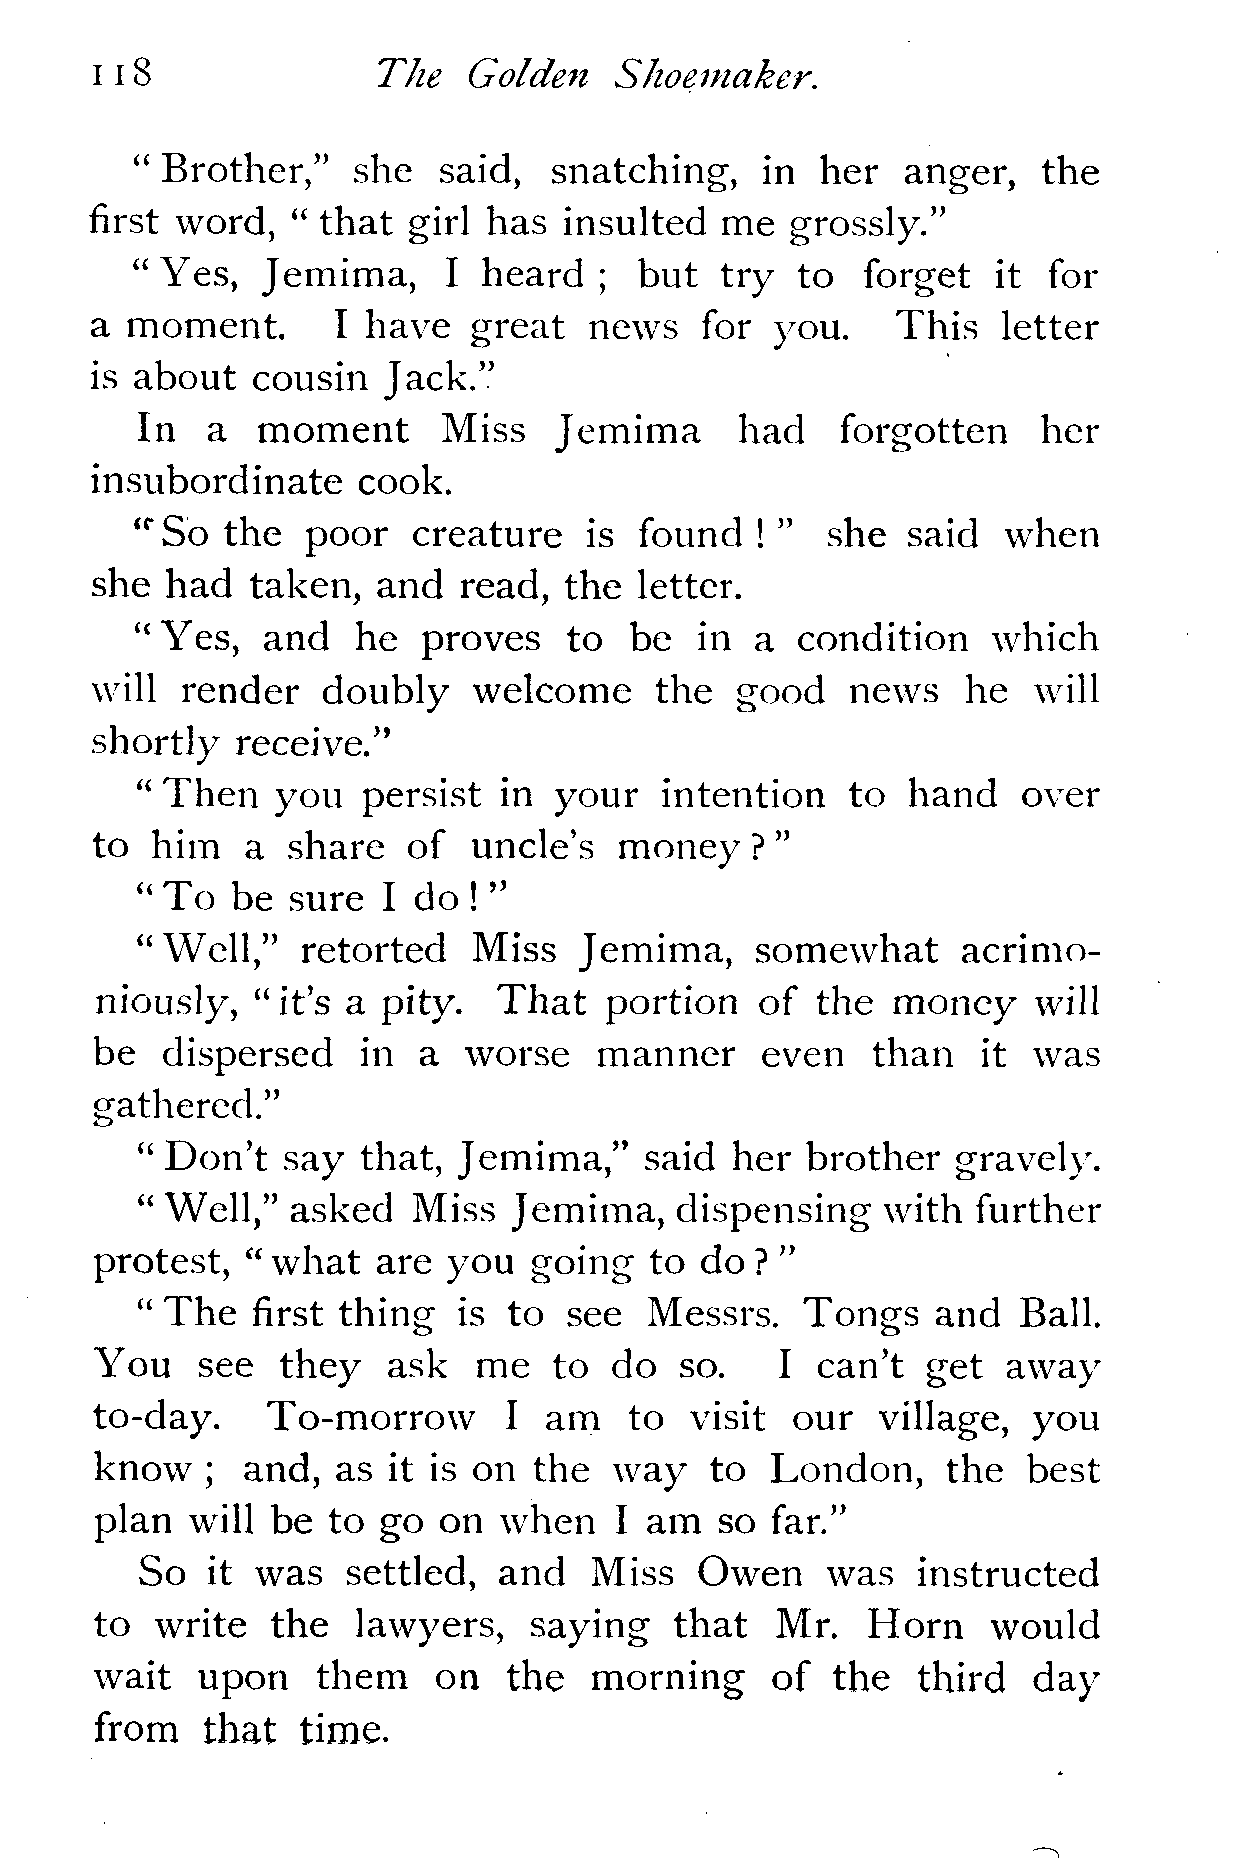 118 The Golden Shoemaker.
" Brother," she said, snatching, in her anger, the
first word, " that girl has insulted me grossly."
" Yes, Jemima, I heard ; but try to forget it for
a moment. I have great news for you. This letter
is about cousin Jack."
In a moment Miss Jemima had forgotten her
insubordinate cook.
" So the poor creature is found ! " she said when
she had taken, and read, the letter.
" Yes, and he proves to be in a condition which
will render doubly welcome the good news he will
shortly receive."
" Then you persist in your intention to hand over
to him a share of uncle's money ? "
" To be sure I do ! "
" Well," retorted Miss Jemima, somewhat acrimo-
niously, " it's a pity. That portion of the money will
be dispersed in a worse manner even than it was
gathered."
" Don't say that, Jemima," said her brother gravely.
" Well," asked Miss Jemima, dispensing with further
protest, " what are you going to do ? "
" The first thing is to see Messrs. Tongs and Ball.
You see they ask me to do so. I can't get away
to-day. To-morrow I am to visit our village, you
know ; and, as it is on the way to London, the best
plan will be to go on when I am so far."
So it was settled, and Miss Owen was instructed
to write the lawyers, saying that Mr. Horn would
wait upon them on the morning of the third day
from that time.